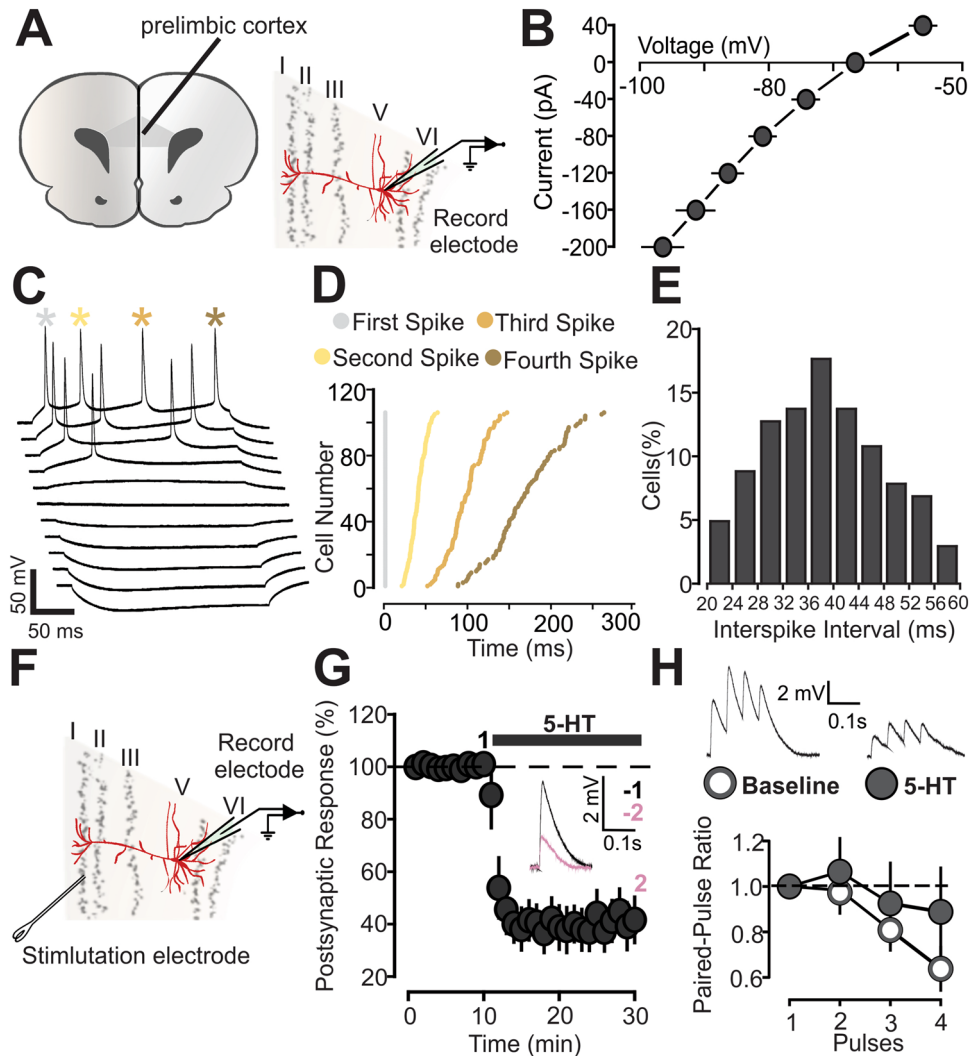 A
prelimbic cortex
I
II
III
V
VI
Record
electode
B
Voltage (mV)
-100
-80
-50
Current (pA)
40
0
-40
-80
-120
-160
-200
C
* * * *
50 mV
50 ms
D
First Spike Third Spike
Second Spike Fourth Spike
Cell Number
120
80
40
0
0 100 200 300
Time (ms)
E
Cells(%)
20
15
10
5
0
20 24 28 32 36 40 44 48 52 56 60
Interspike Interval (ms)
F
I
II
III
V
VI
Record
electode
Stimlutation electrode
G
Postsynaptic Response (%)
120
100
80
60
40
20
1
5-HT
2 mV
-1
-2
0.1s
2
0 10 20 30
Time (min)
H
2 mV
0.1s
Baseline 5-HT
Paired-Pulse Ratio
1.0
0.8
0.6
1 2 3 4
Pulses